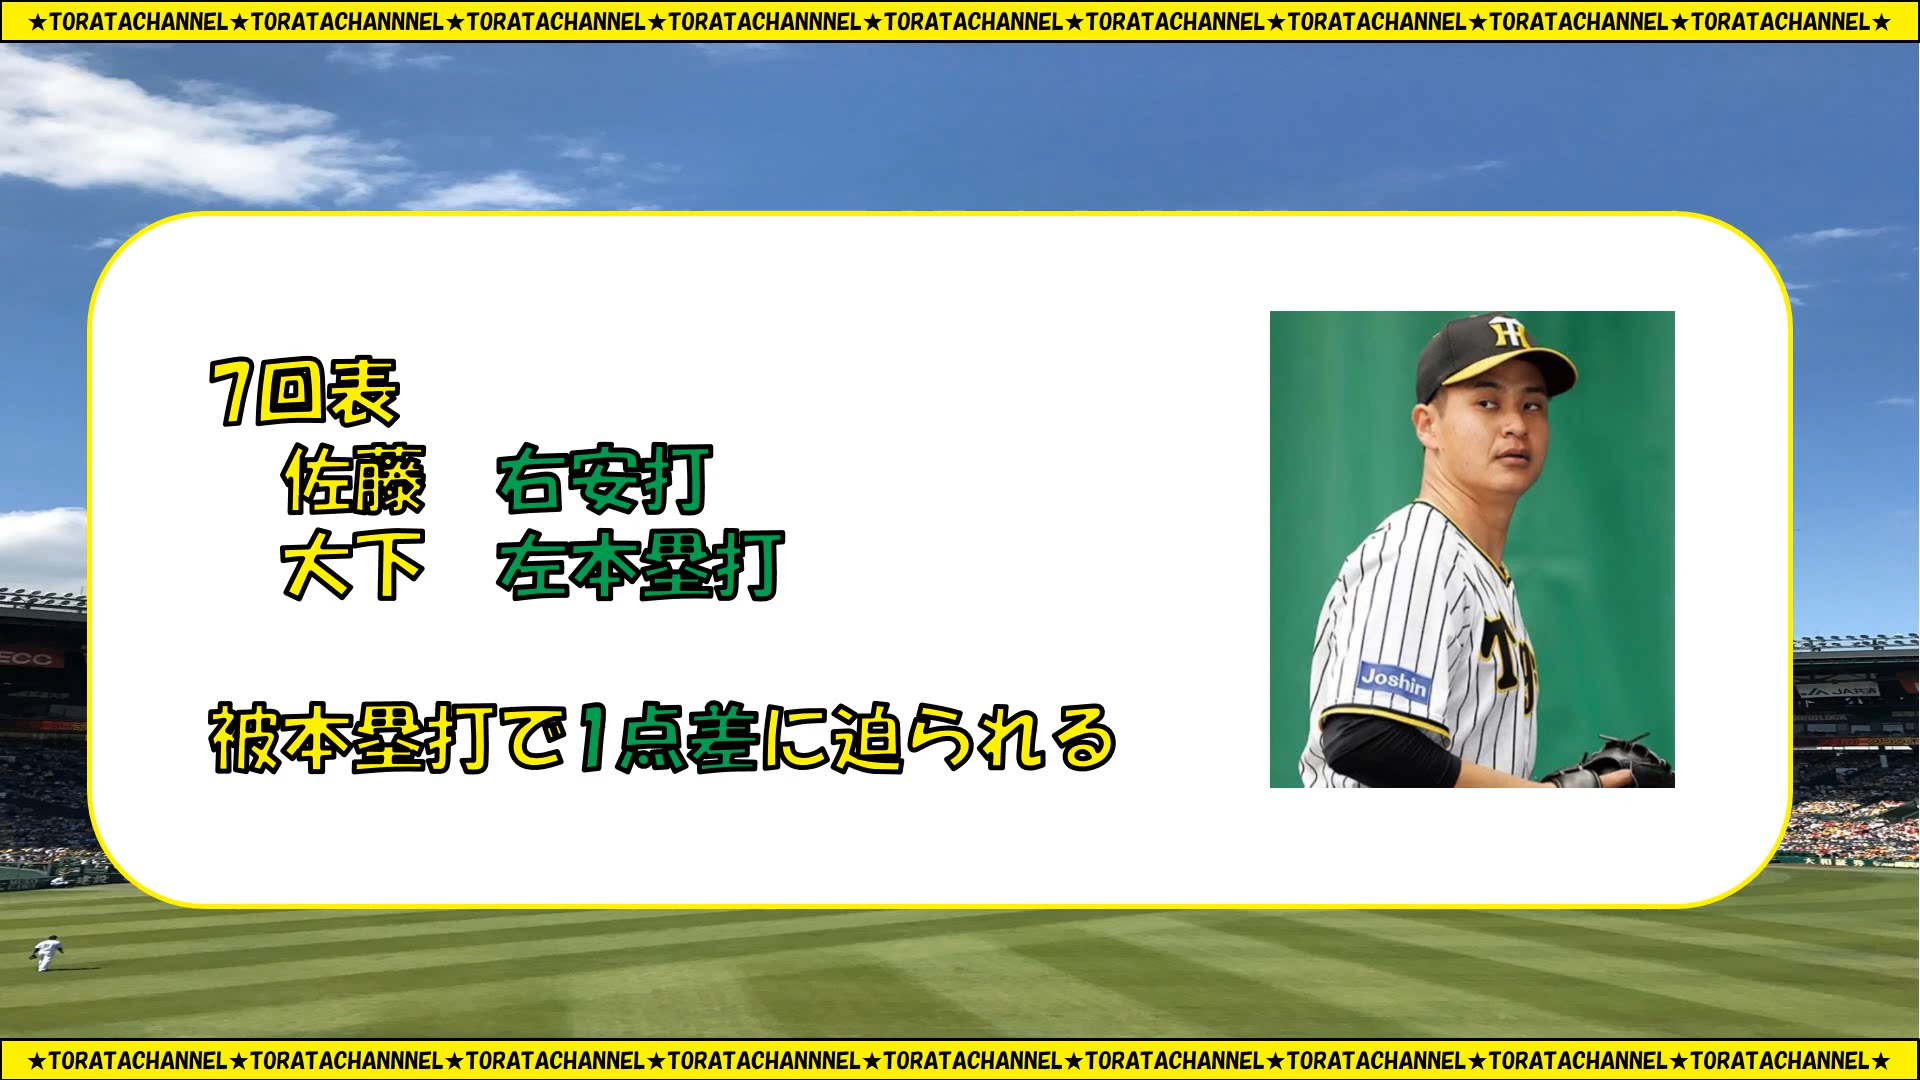 ★TORATACHANNEL★TORATACHANNNEL★TORATACHANNEL★TORATACHANNNEL★TORATACHANNEL★TORATACHANNEL★TORATACHANNEL★TORATACHANNEL★TORATACHANNEL★
7回表
佐藤　右安打
大下　左本塁打
被本塁打で1点差に迫られる
Joshin
ECC
★TORATACHANNEL★TORATACHANNNEL★TORATACHANNEL★TORATACHANNNEL★TORATACHANNEL★TORATACHANNEL★TORATACHANNEL★TORATACHANNEL★TORATACHANNEL★